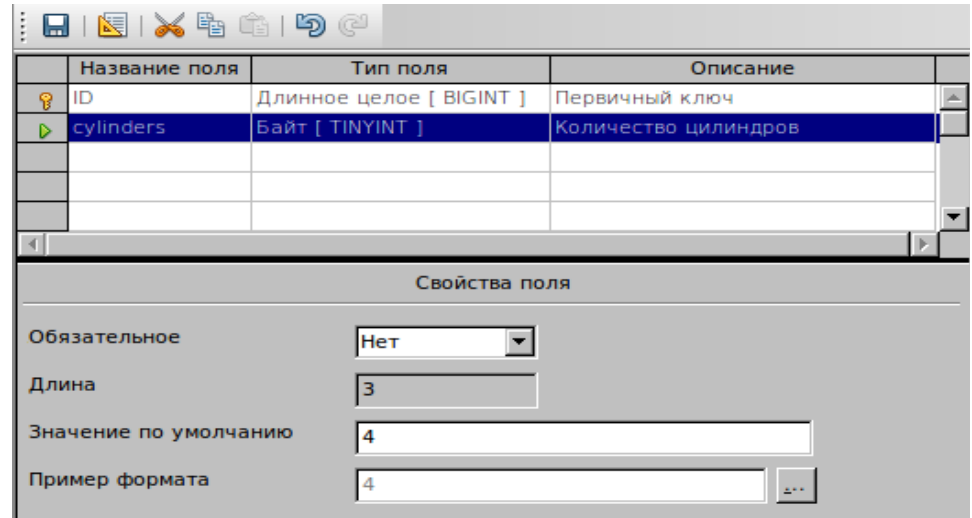 Название поля Тип поля Описание
ID Длинное целое [ BIGINT ] Первичный ключ
cylinders Байт [ TINYINT ] Количество цилиндров
Свойства поля
Обязательное Нет
Длина 3
Значение по умолчанию 4
Пример формата 4 ...